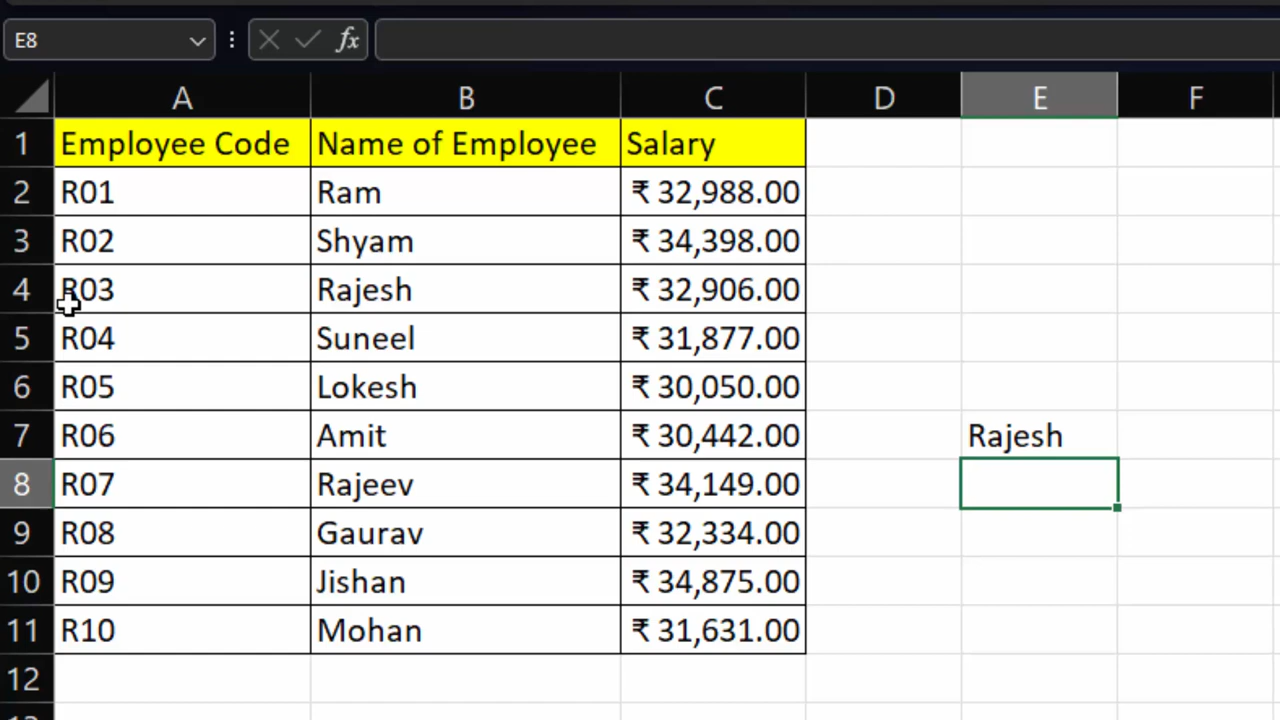 E8 fx
A B C D E F
1 Employee Code Name of Employee Salary
2 R01 Ram ₹ 32,988.00
3 R02 Shyam ₹ 34,398.00
4 R03 Rajesh ₹ 32,906.00
5 R04 Suneel ₹ 31,877.00
6 R05 Lokesh ₹ 30,050.00
7 R06 Amit ₹ 30,442.00 Rajesh
8 R07 Rajeev ₹ 34,149.00
9 R08 Gaurav ₹ 32,334.00
10 R09 Jishan ₹ 34,875.00
11 R10 Mohan ₹ 31,631.00
12